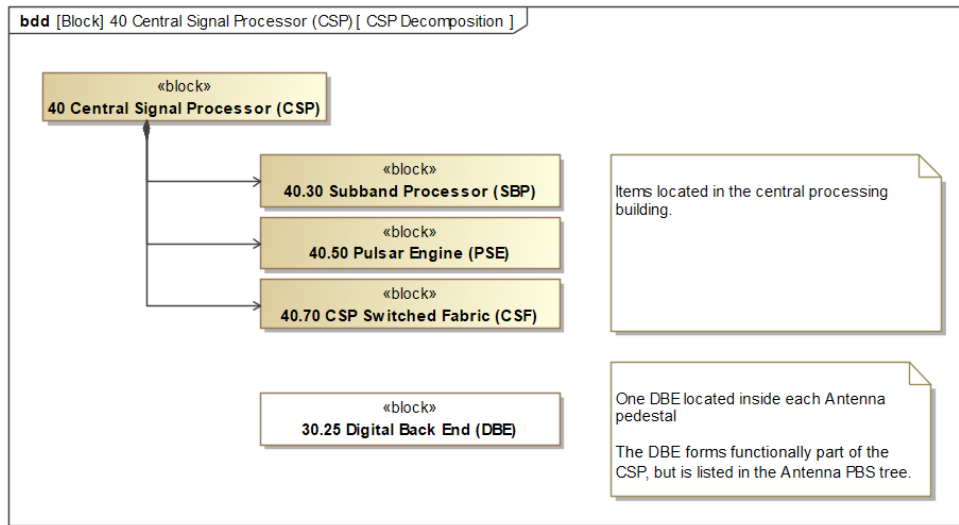 bdd [Block] 40 Central Signal Processor (CSP) [ CSP Decomposition ]
«block»
40 Central Signal Processor (CSP)
«block»
40.30 Subband Processor (SBP)
«block»
40.50 Pulsar Engine (PSE)
«block»
40.70 CSP Switched Fabric (CSF)
Items located in the central processing
building.
«block»
30.25 Digital Back End (DBE)
One DBE located inside each Antenna
pedestal
The DBE forms functionally part of the
CSP, but is listed in the Antenna PBS tree.